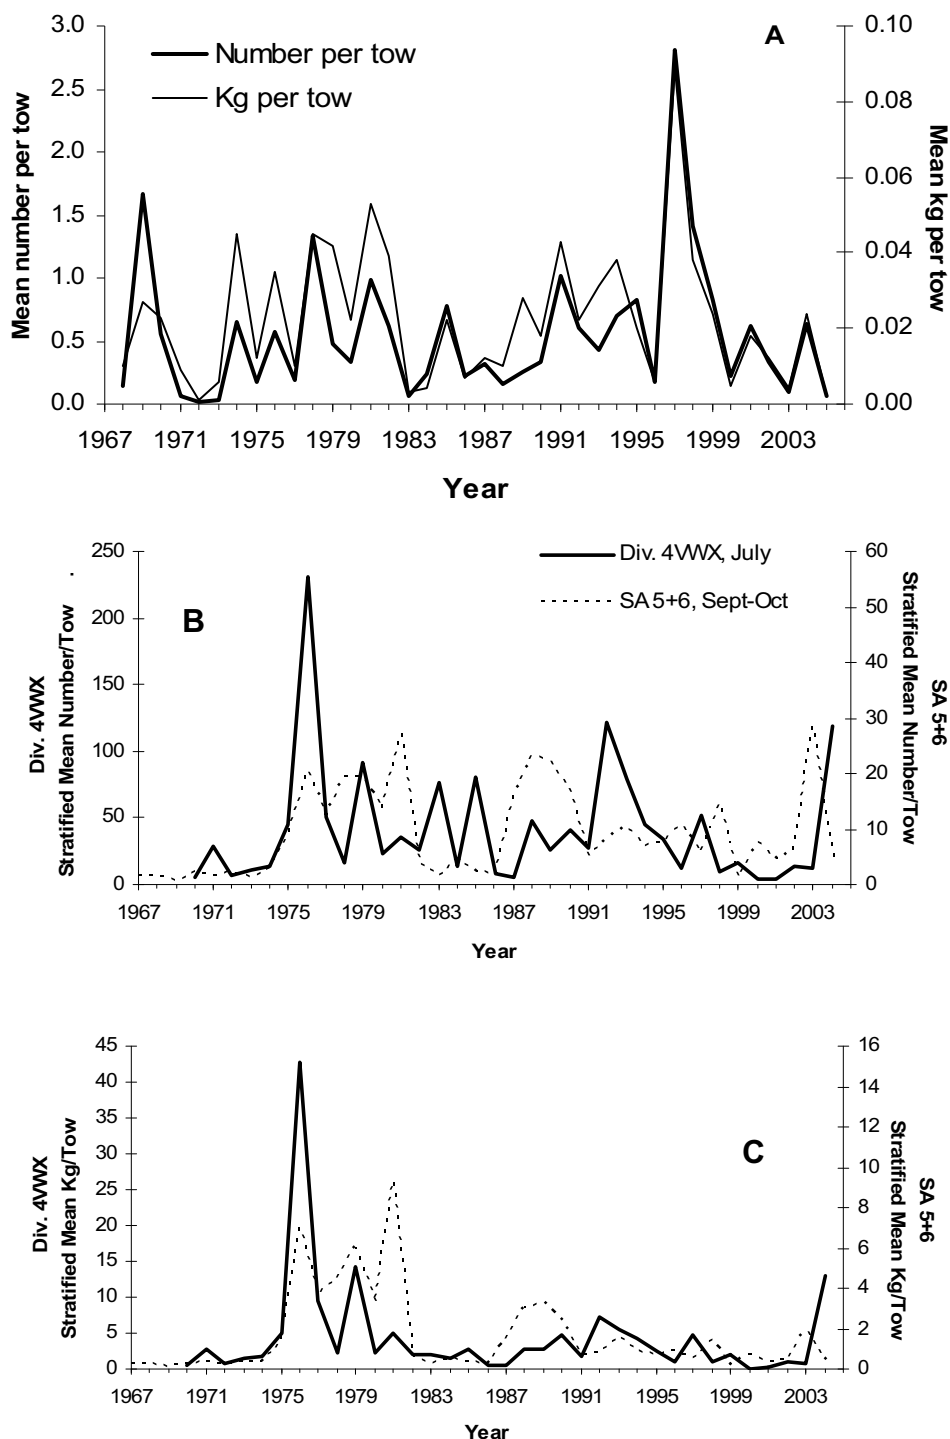 A
Number per tow
Kg per tow
Mean number per tow
3.0
2.5
2.0
1.5
1.0
0.5
0.0
Mean kg per tow
0.10
0.08
0.06
0.04
0.02
0.00
1967 1971 1975 1979 1983 1987 1991 1995 1999 2003
Year
B
Div. 4VWX, July
SA 5+6, Sept-Oct
Div. 4VWX
Stratified Mean Number/Tow
250
200
150
100
50
0
SA 5+6
Stratified Mean Number/Tow
60
50
40
30
20
10
0
1967 1971 1975 1979 1983 1987 1991 1995 1999 2003
Year
C
Div. 4VWX
Stratified Mean Kg/Tow
45
40
35
30
25
20
15
10
5
0
SA 5+6
Stratified Mean Kg/Tow
16
14
12
10
8
6
4
2
0
1967 1971 1975 1979 1983 1987 1991 1995 1999 2003
Year